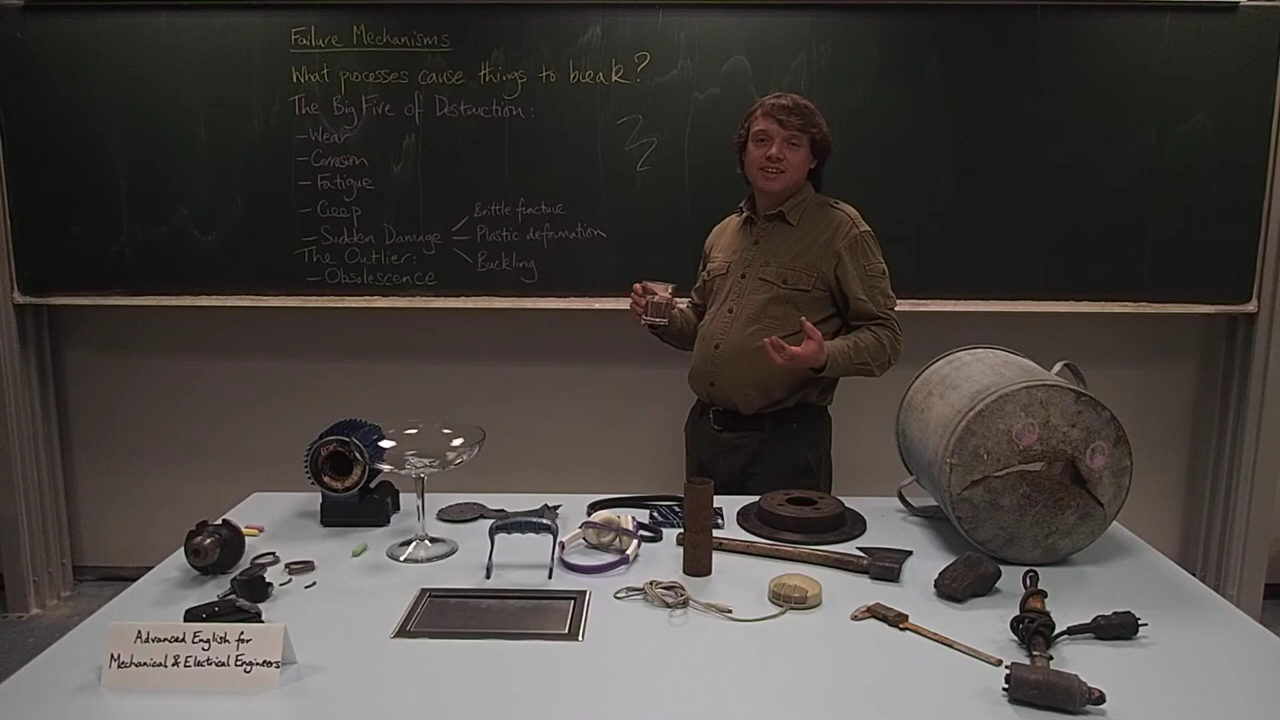 Failure Mechanisms
What processes cause things to break?
The Big Five of Destruction:
– Wear
– Corrosion
– Fatigue
– Creep
– Sudden Damage
Brittle fracture
Plastic deformation
Buckling
The Outlier:
– Obsolescence
Advanced English for
Mechanical & Electrical Engineers